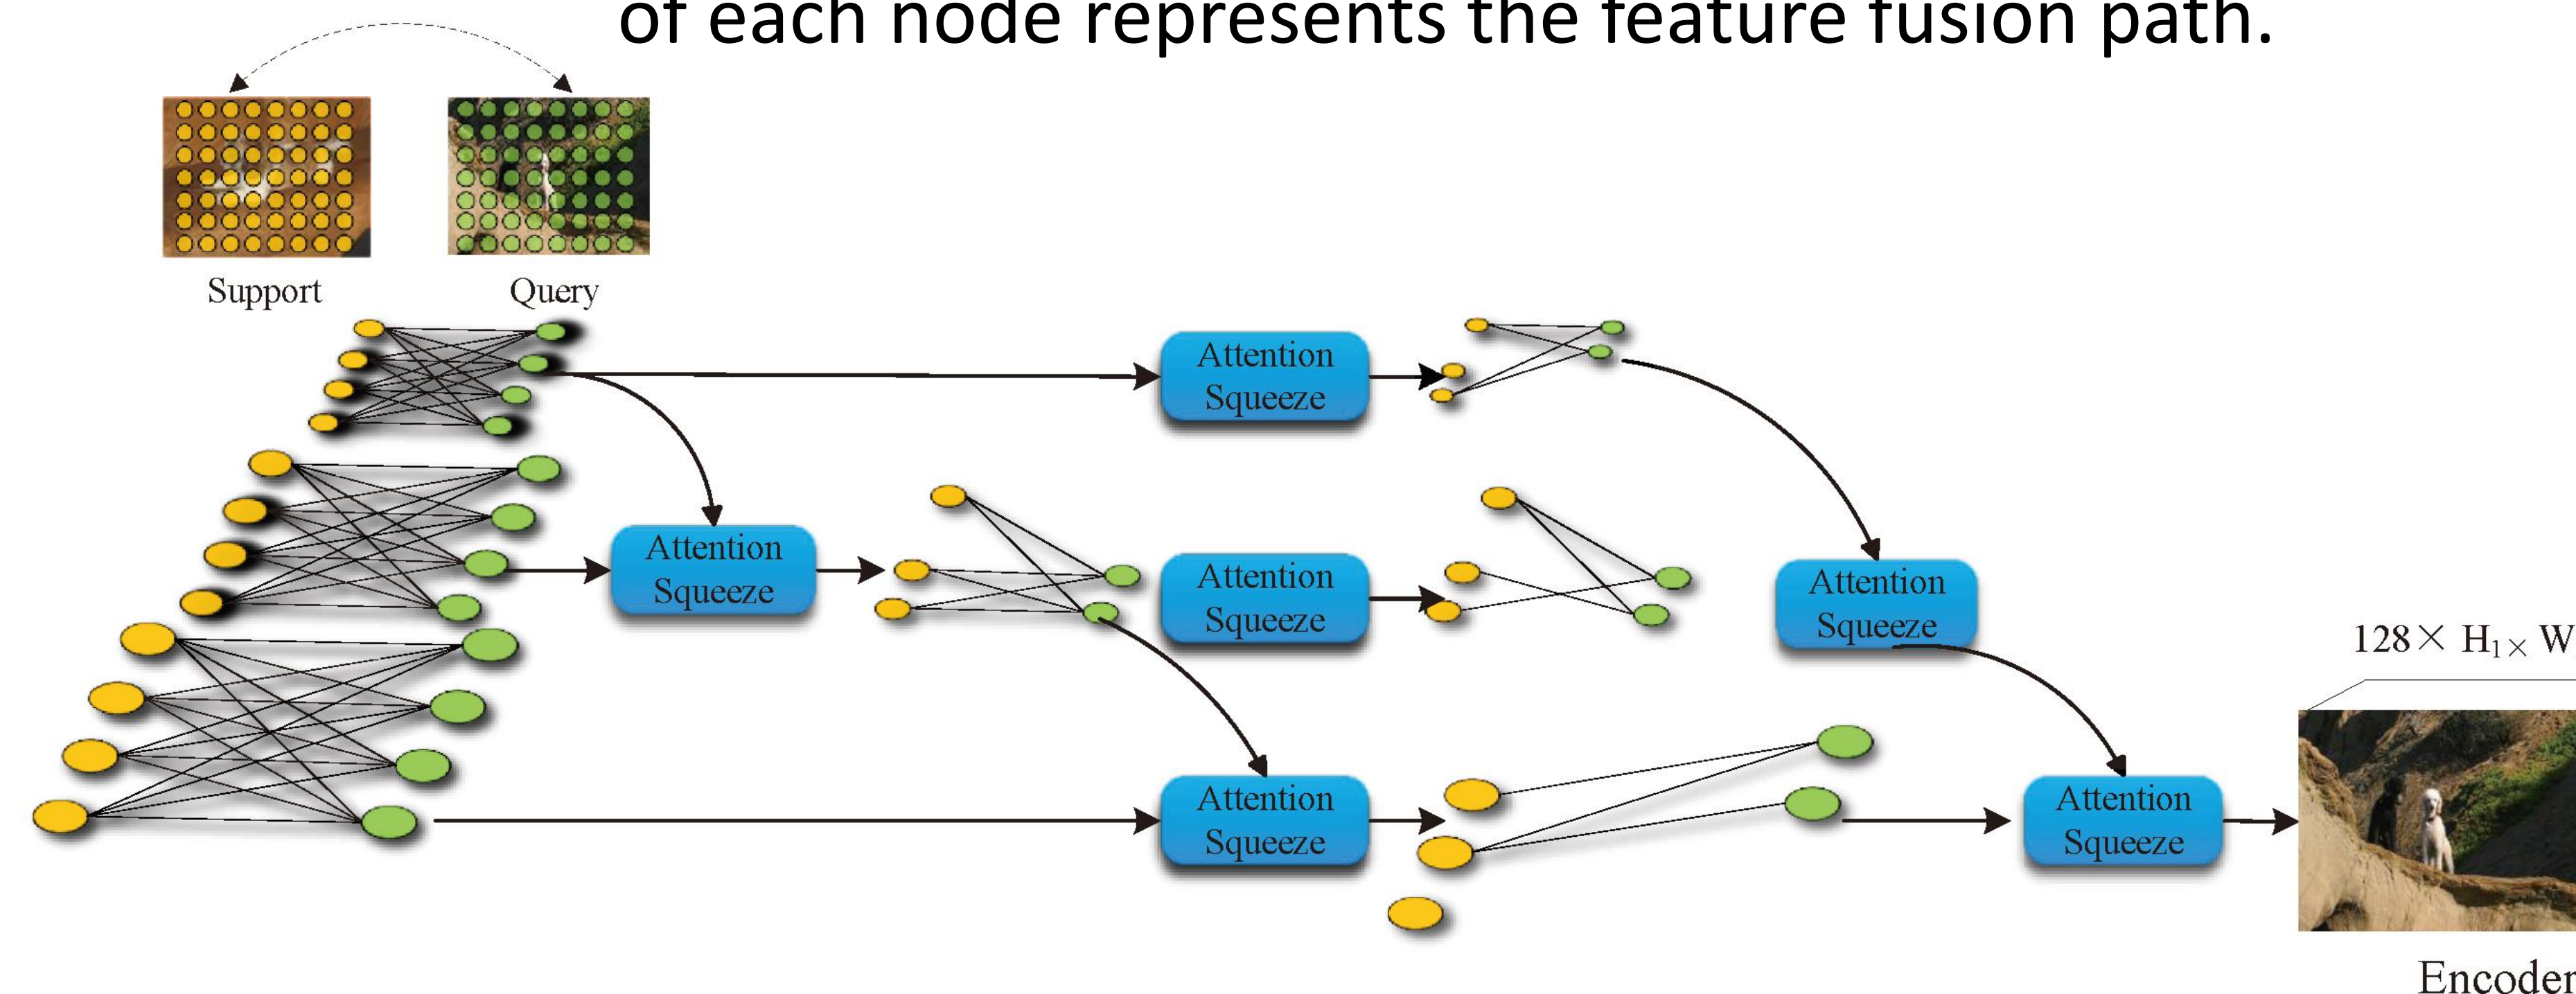 of each node represents the feature fusion path.
Support
Query
Attention
Squeeze
Attention
Squeeze
Attention
Squeeze
Attention
Squeeze
128× H1× W
Attention
Squeeze
Attention
Squeeze
Encoder